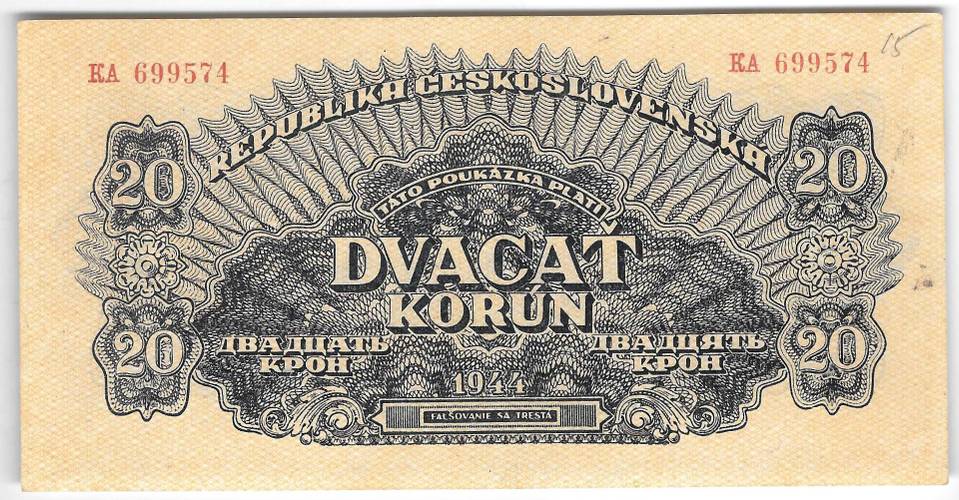 KA 699574
KA 699574
15
REPUBLIKA ČESKOSLOVENSKÁ
20
20
TÁTO POUKÁZKA PLATÍ
DVACAŤ
KORÚN
ДВАДЦАТЬ
КРОН
ДВАДЦЯТЬ
КРОН
20
20
1944
FALŠOVANIE SA TRESTÁ